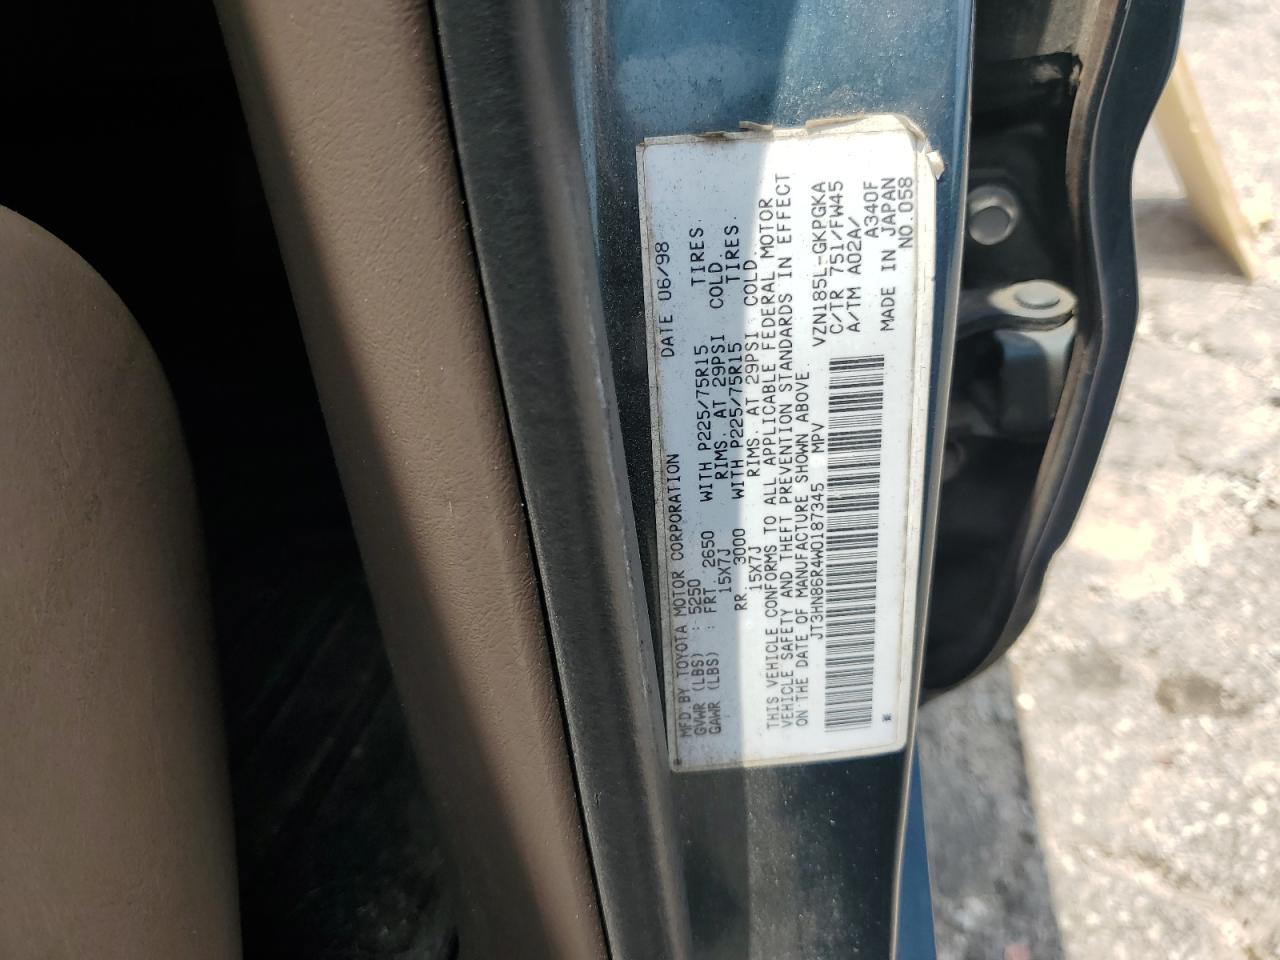 MFD BY TOYOTA MOTOR CORPORATION DATE 06/98
GVWR (LBS) : 5250
GAWR (LBS) : FRT. 2650 WITH P225/75R15 TIRES.
15X7J RIMS. AT 29PSI COLD
RR. 3000 WITH P225/75R15 TIRES.
15X7J RIMS. AT 29PSI COLD.
THIS VEHICLE CONFORMS TO ALL APPLICABLE FEDERAL MOTOR
VEHICLE SAFETY AND THEFT PREVENTION STANDARDS IN EFFECT
ON THE DATE OF MANUFACTURE SHOWN ABOVE.
JT3HN86R4W0187345 MPV
VZN185L-GKPGKA
C/TR 751/FW45
A/TM A02A/
A340F
MADE IN JAPAN
NO.058